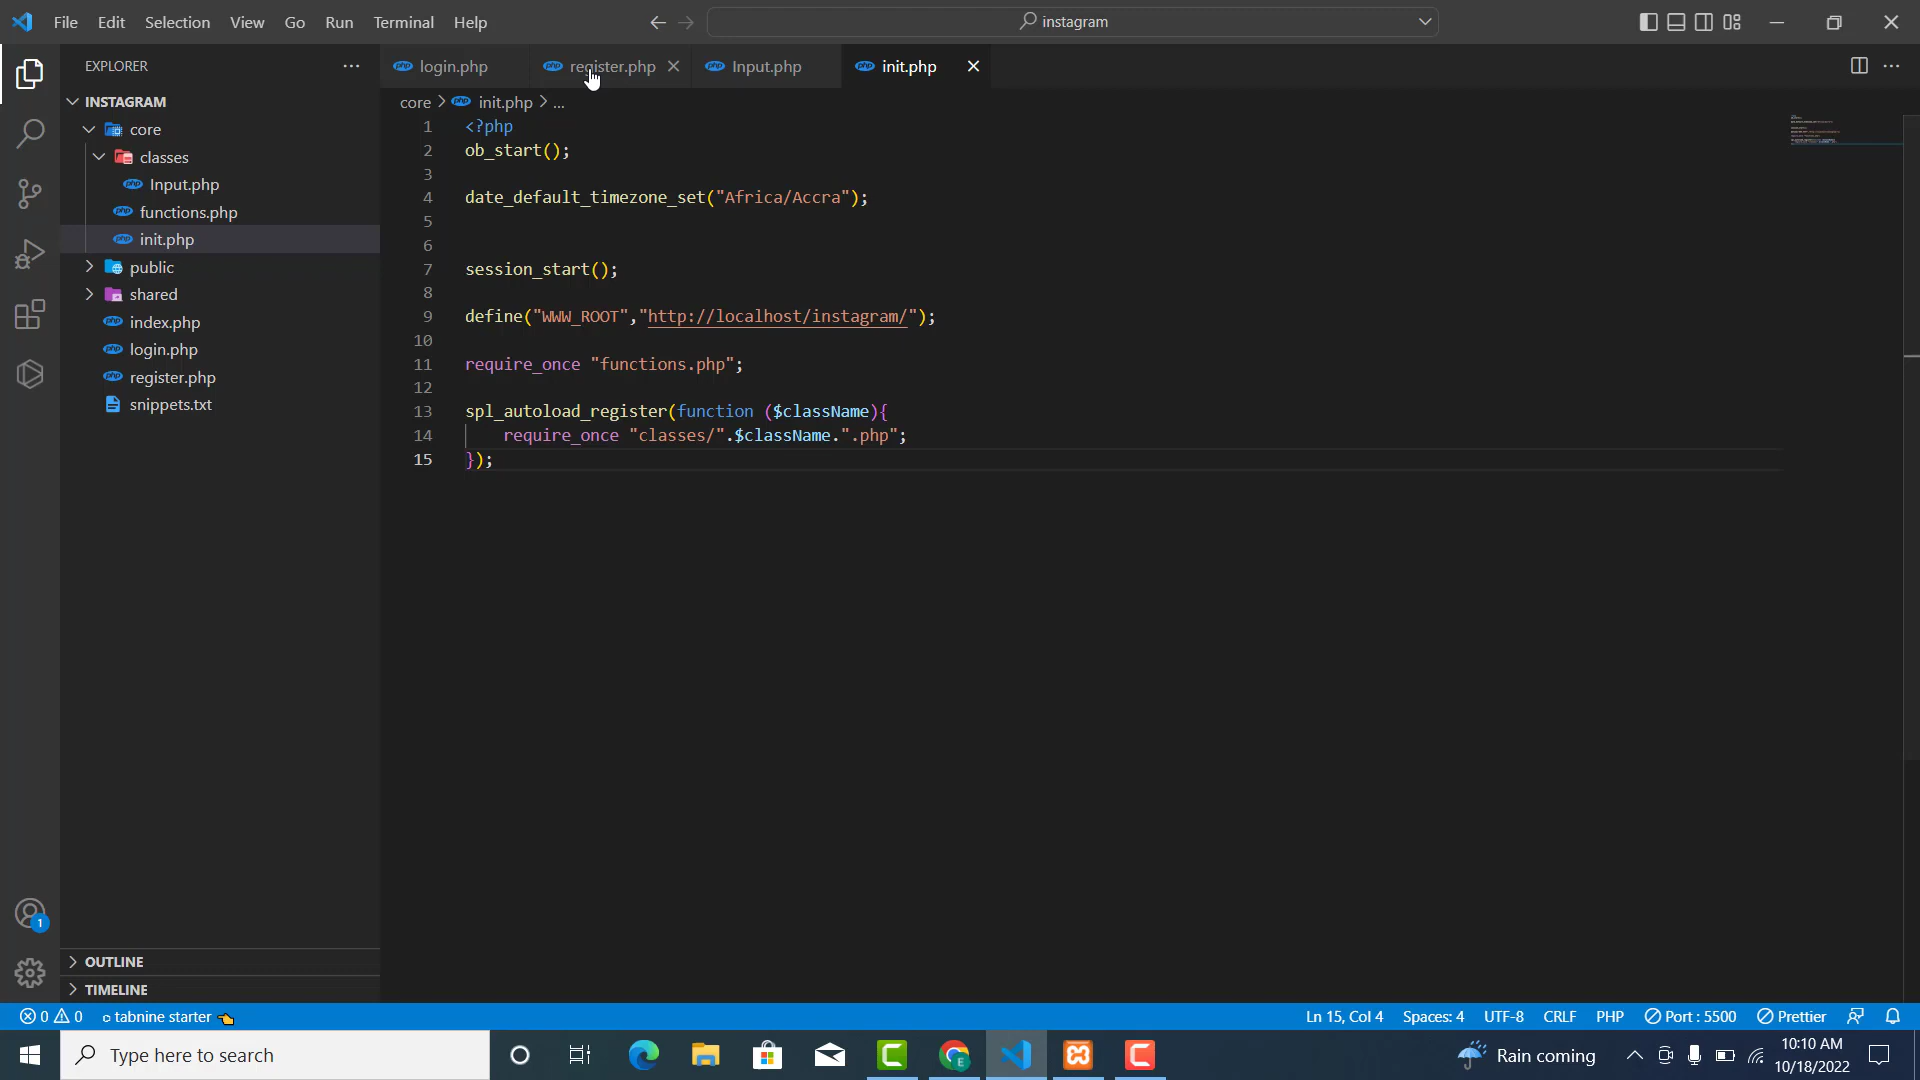 File Edit Selection View Go Run Terminal Help
instagram
EXPLORER
INSTAGRAM
core
classes
Input.php
functions.php
init.php
public
shared
index.php
login.php
register.php
snippets.txt
OUTLINE
TIMELINE
login.php register.php Input.php init.php
core > init.php > ...
1 <?php
2 ob_start();
3
4 date_default_timezone_set("Africa/Accra");
5
6
7 session_start();
8
9 define("WWW_ROOT","http://localhost/instagram/");
10
11 require_once "functions.php";
12
13 spl_autoload_register(function ($className){
14 require_once "classes/".$className.".php";
15 });
1
0 0 tabnine starter
Ln 15, Col 4 Spaces: 4 UTF-8 CRLF PHP Port : 5500 Prettier
Type here to search
E
Rain coming
10:10 AM
10/18/2022